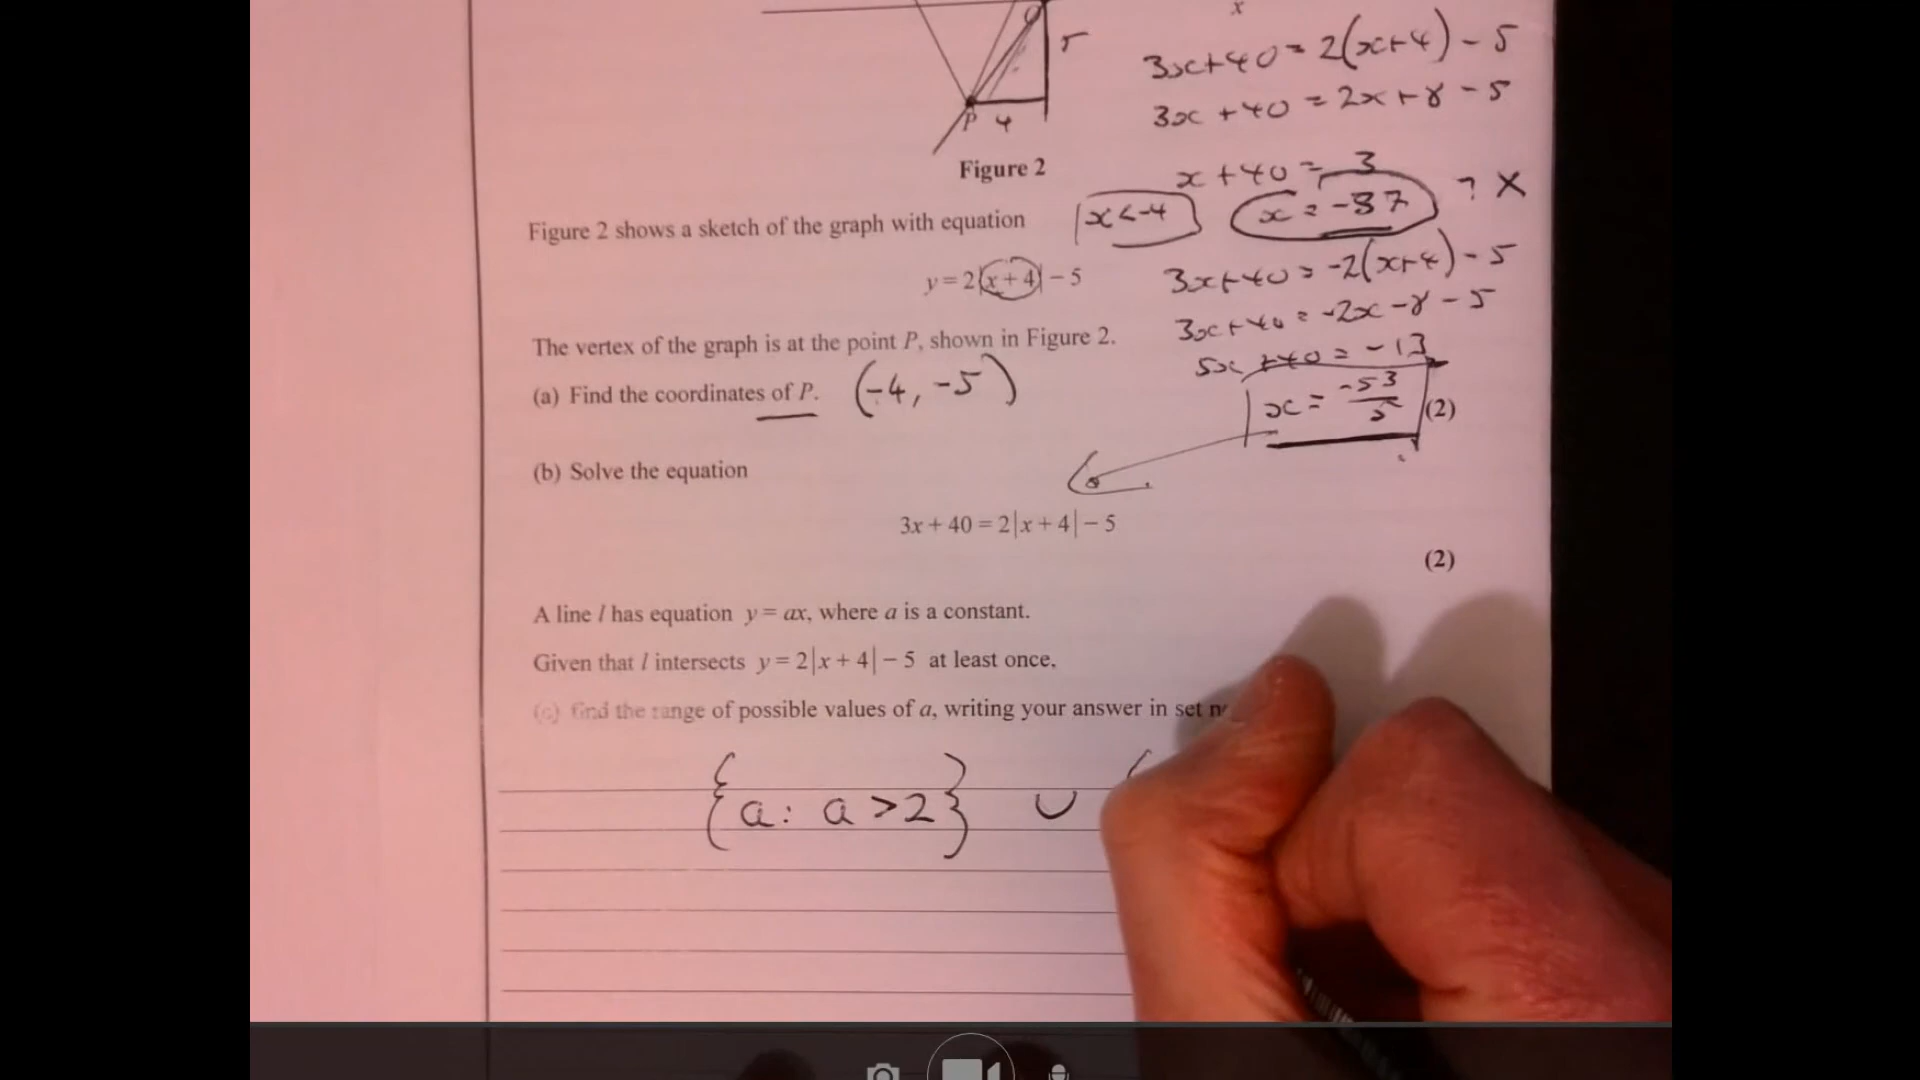 x
5
3x+40=2(x+4)-5
3x+40=2x+8-5
P 4
Figure 2
x+40=3
x=-37 ? X
x<-4
Figure 2 shows a sketch of the graph with equation
y = 2|x + 4| – 5
3x+40=-2(x+4)-5
3x+40=-2x-8-5
The vertex of the graph is at the point P, shown in Figure 2.
5x+40=-13
(a) Find the coordinates of P. (-4, -5)
x=-53/5
(2)
(b) Solve the equation
3x + 40 = 2|x + 4| – 5
(2)
A line l has equation y = ax, where a is a constant.
Given that l intersects y = 2|x + 4| – 5 at least once,
(c) find the range of possible values of a, writing your answer in set
{a: a>2} ∪